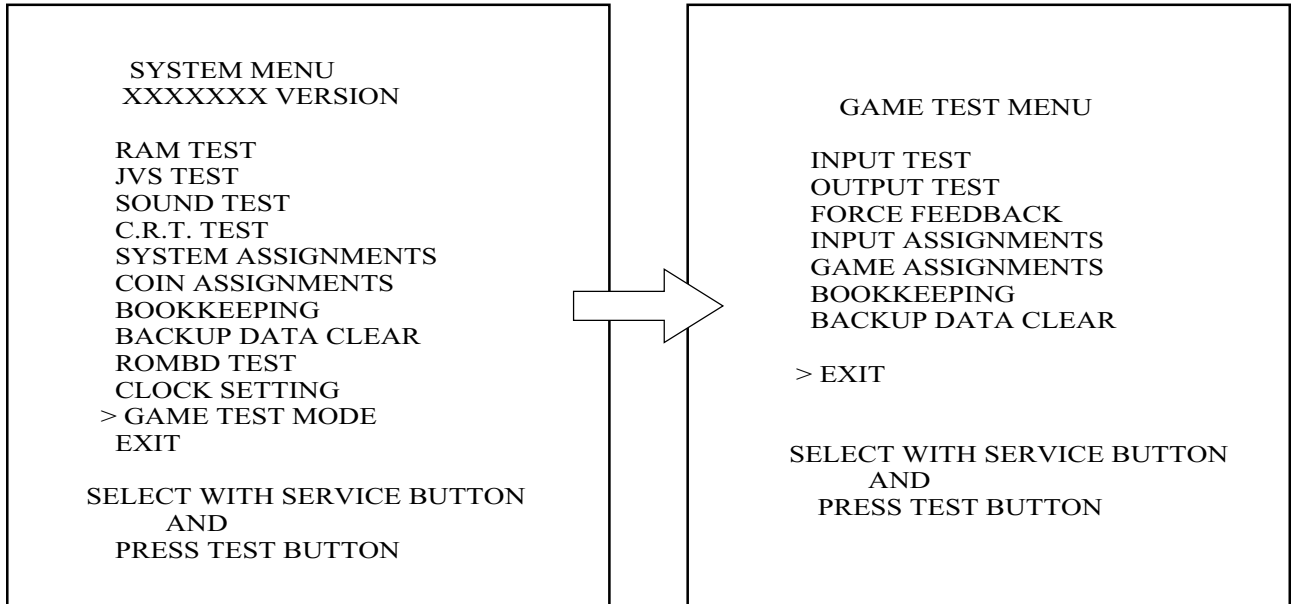 SYSTEM MENU
XXXXXXX VERSION
RAM TEST
JVS TEST
SOUND TEST
C.R.T. TEST
SYSTEM ASSIGNMENTS
COIN ASSIGNMENTS
BOOKKEEPING
BACKUP DATA CLEAR
ROMBD TEST
CLOCK SETTING
> GAME TEST MODE
EXIT
SELECT WITH SERVICE BUTTON
AND
PRESS TEST BUTTON
GAME TEST MENU
INPUT TEST
OUTPUT TEST
FORCE FEEDBACK
INPUT ASSIGNMENTS
GAME ASSIGNMENTS
BOOKKEEPING
BACKUP DATA CLEAR
> EXIT
SELECT WITH SERVICE BUTTON
AND
PRESS TEST BUTTON